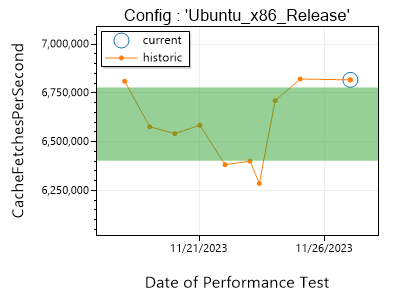 Config : 'Ubuntu_x86_Release'
current
historic
CacheFetchesPerSecond
7,000,000
6,750,000
6,500,000
6,250,000
11/21/2023
11/26/2023
Date of Performance Test